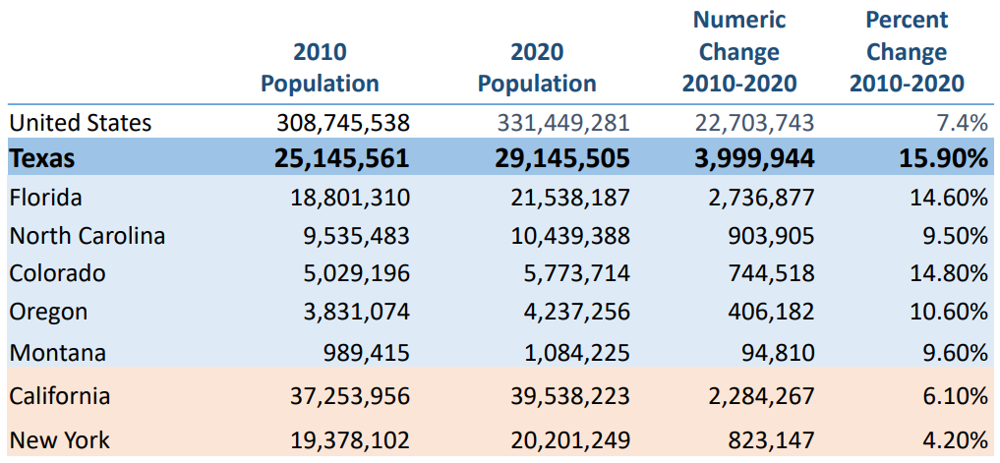 Numeric Percent
2010 2020 Change Change
Population Population 2010-2020 2010-2020
United States 308,745,538 331,449,281 22,703,743 7.4%
Texas 25,145,561 29,145,505 3,999,944 15.90%
Florida 18,801,310 21,538,187 2,736,877 14.60%
North Carolina 9,535,483 10,439,388 903,905 9.50%
Colorado 5,029,196 5,773,714 744,518 14.80%
Oregon 3,831,074 4,237,256 406,182 10.60%
Montana 989,415 1,084,225 94,810 9.60%
California 37,253,956 39,538,223 2,284,267 6.10%
New York 19,378,102 20,201,249 823,147 4.20%